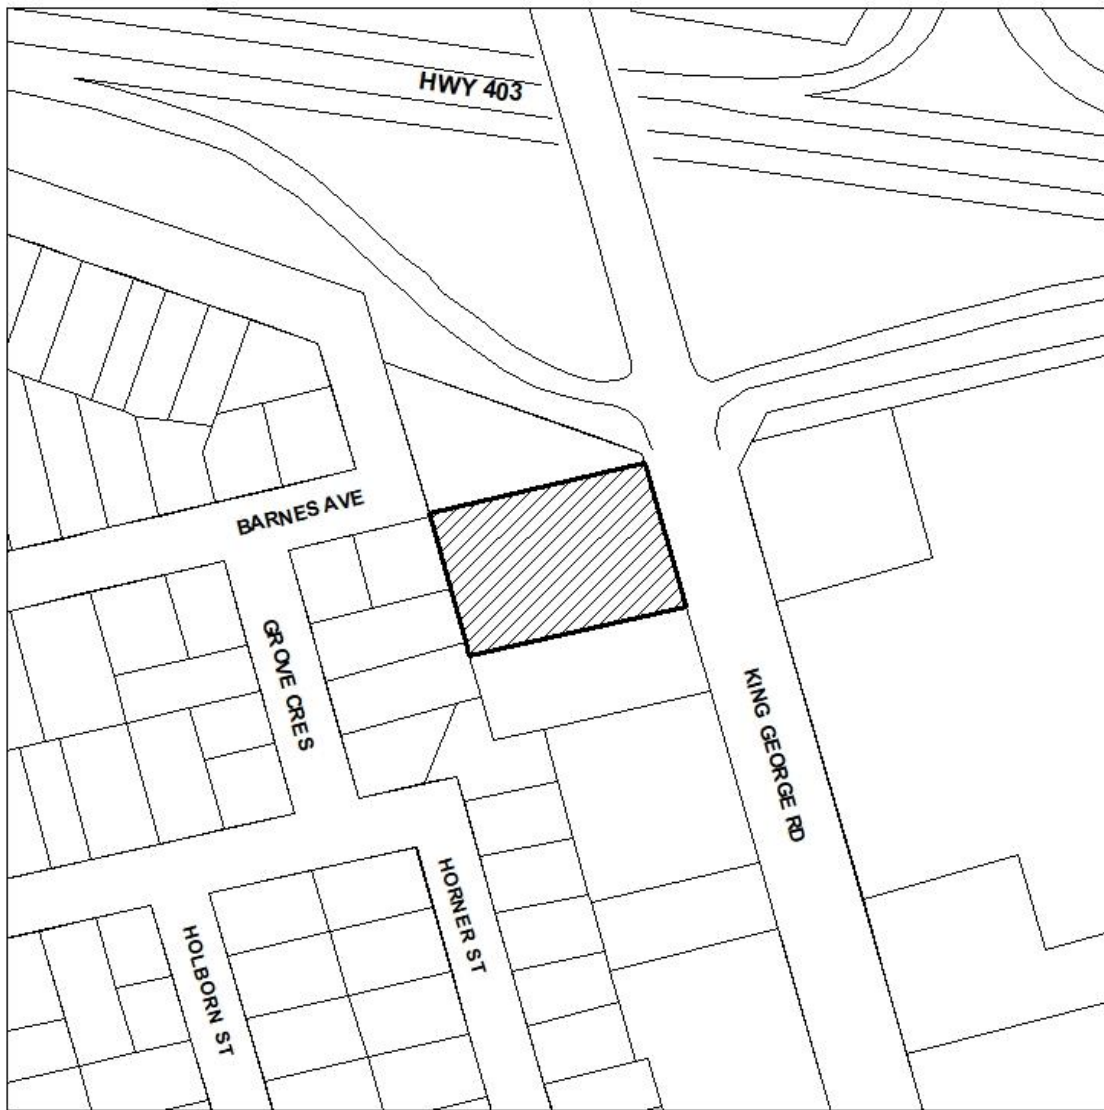 HWY 403
BARNES AVE
GROVE CRES
KING GEORGE RD
HORNER ST
HOLBORN ST